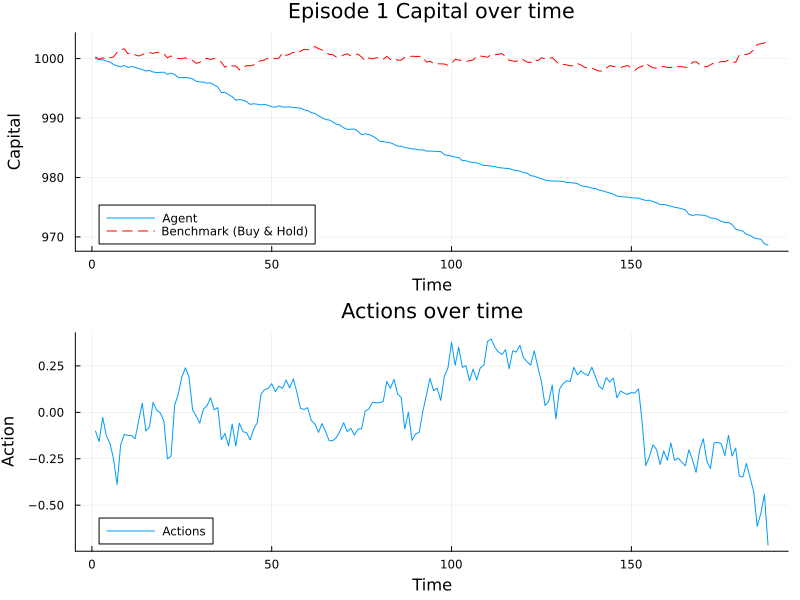 Episode 1 Capital over time
Capital
1000
990
980
970
Agent
Benchmark (Buy & Hold)
0
50
100
150
Time
Actions over time
Action
0.25
0.00
−0.25
−0.50
Actions
0
50
100
150
Time